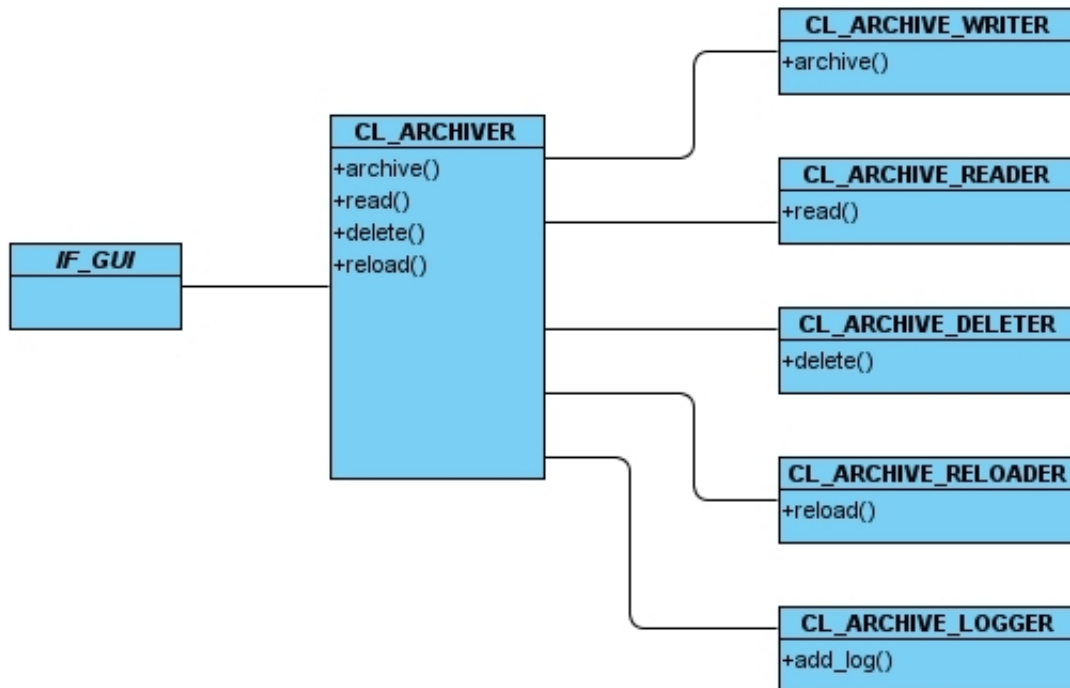 IF_GUI
CL_ARCHIVER
+archive()
+read()
+delete()
+reload()
CL_ARCHIVE_WRITER
+archive()
CL_ARCHIVE_READER
+read()
CL_ARCHIVE_DELETER
+delete()
CL_ARCHIVE_RELOADER
+reload()
CL_ARCHIVE_LOGGER
+add_log()